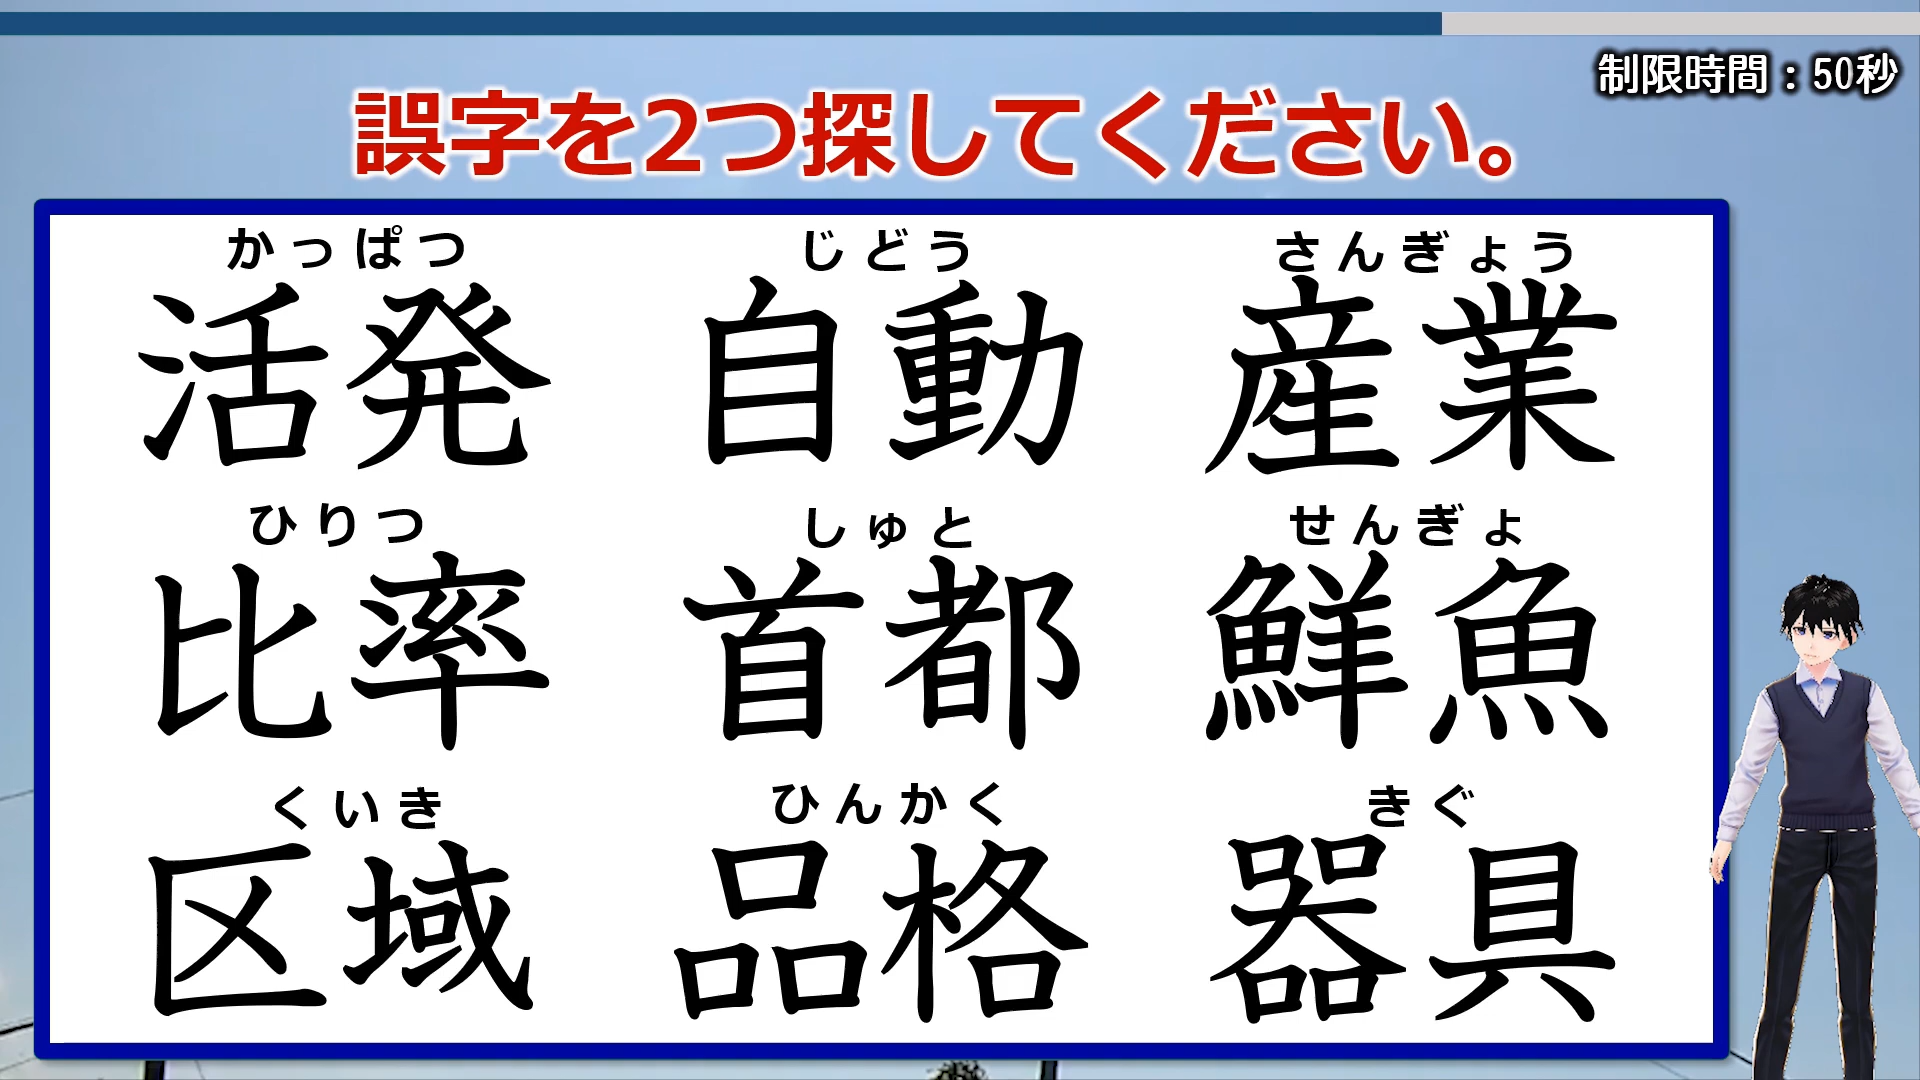 制限時間：50秒
誤字を2つ探してください。
かっぱつ じどう さんぎょう
活発 自動 産業
ひりつ しゅと せんぎょ
比率 首都 鮮魚
くいき ひんかく きぐ
区域 品格 器具